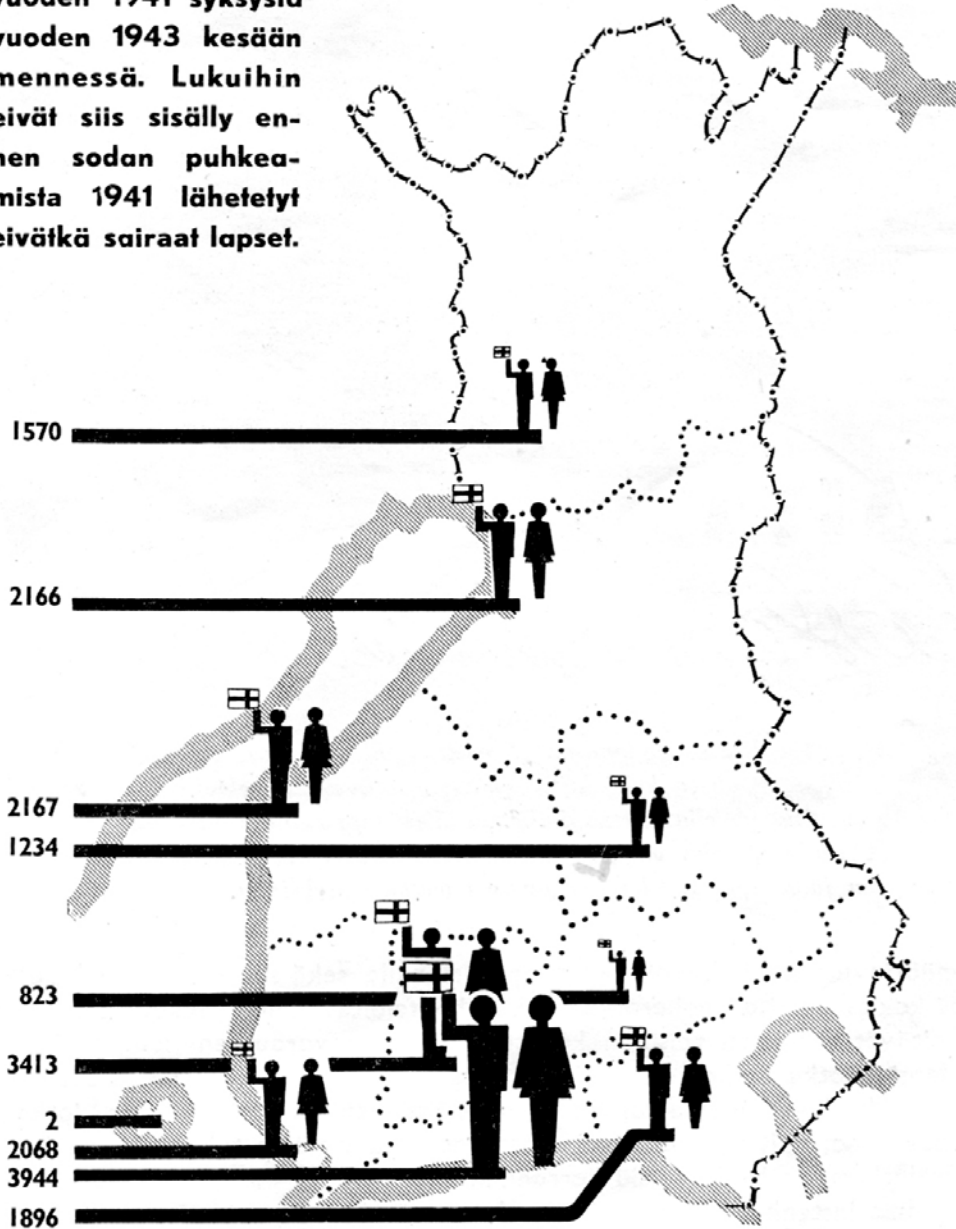 vuoden 1941 syksystä
vuoden 1943 kesään
mennessä. Lukuihin
eivät siis sisälly en-
nen sodan puhkea-
mista 1941 lähetetyt
eivätkä sairaat lapset.
1570
2166
2167
1234
823
3413
2
2068
3944
1896